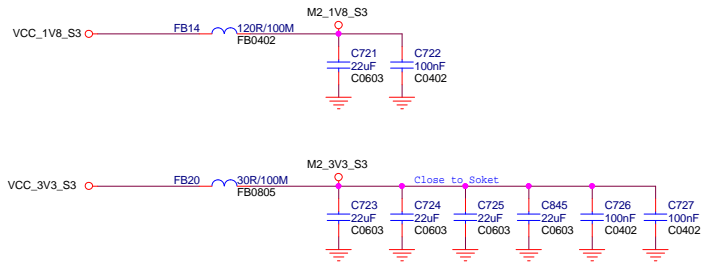 M2_1V8_S3
VCC_1V8_S3
FB14
120R/100M
FB0402
C721
22uF
C0603
C722
100nF
C0402
M2_3V3_S3
VCC_3V3_S3
FB20
30R/100M
FB0805
Close to Soket
C723
22uF
C0603
C724
22uF
C0603
C725
22uF
C0603
C845
22uF
C0603
C726
100nF
C0402
C727
100nF
C0402